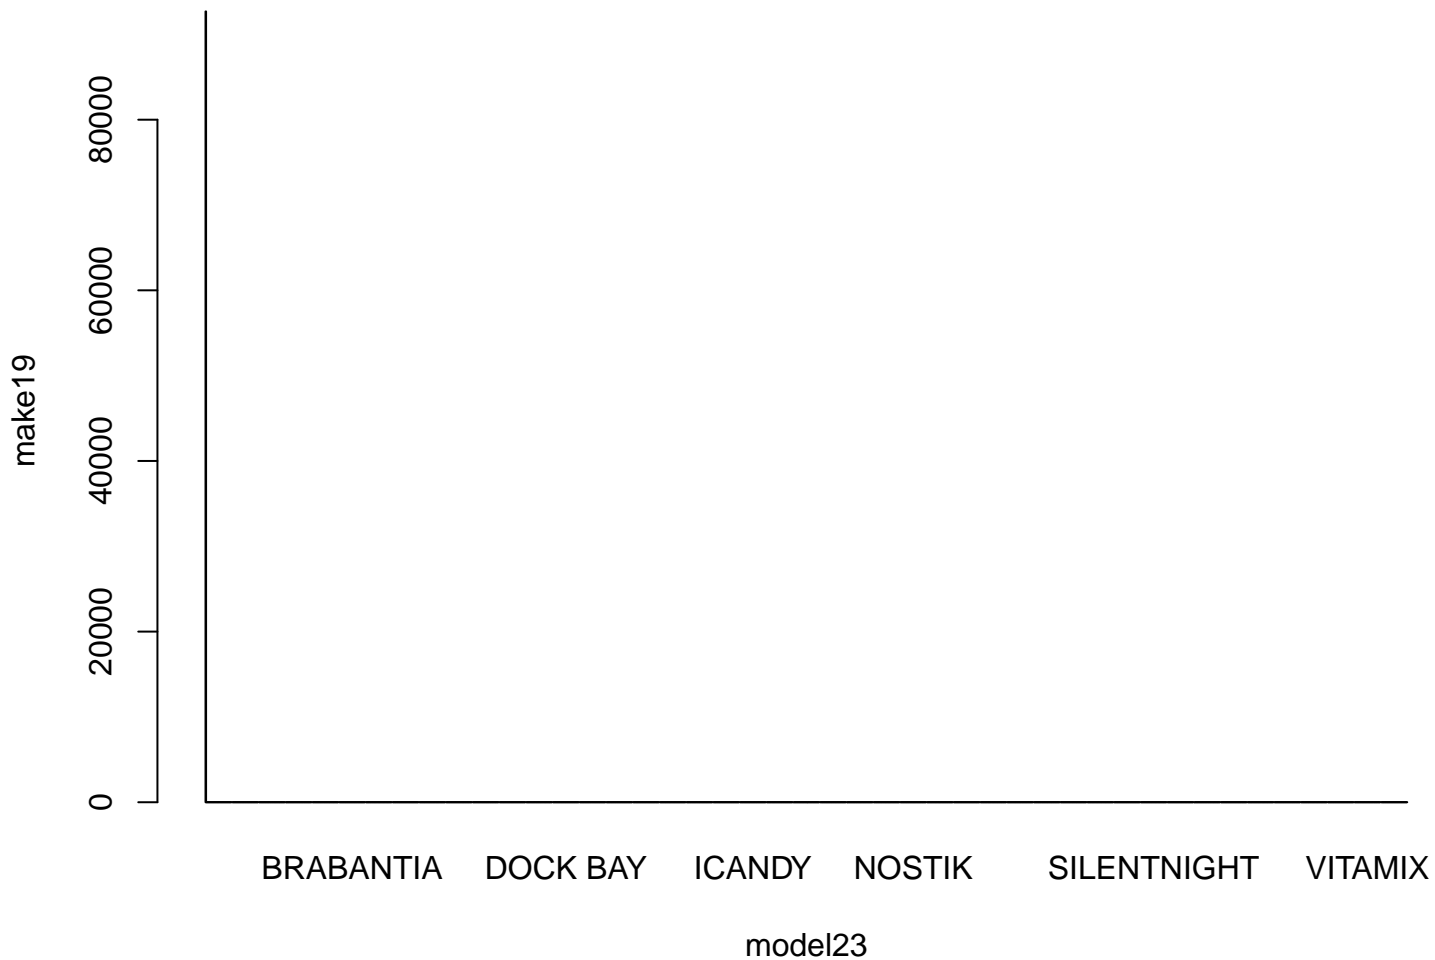 80000
60000
40000
20000
0
make19
BRABANTIA DOCK BAY ICANDY NOSTIK SILENTNIGHT VITAMIX
model23